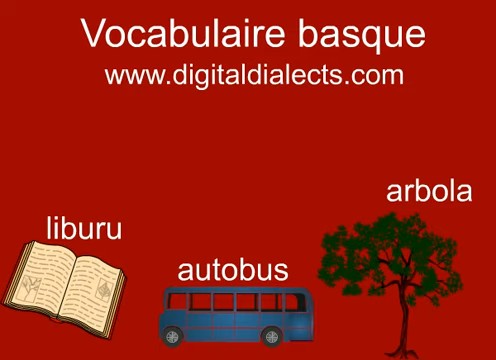 Vocabulaire basque
www.digitaldialects.com
arbola
liburu
autobus